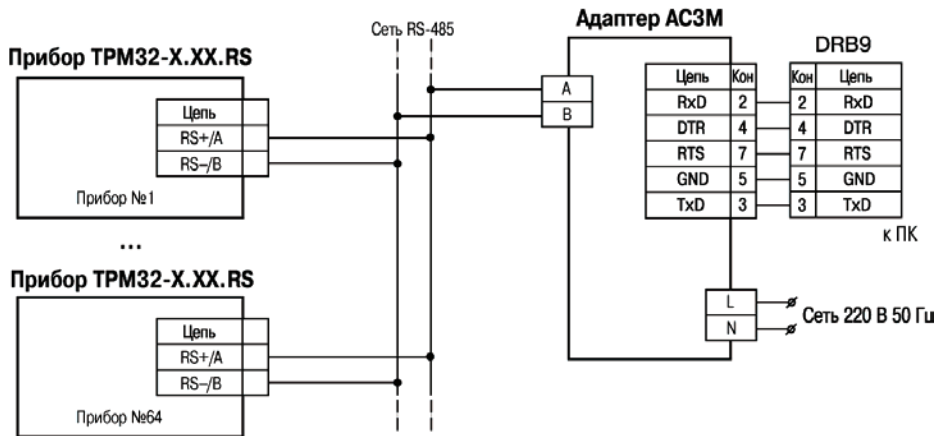 Прибор ТРМ32-Х.ХХ.RS
Цепь
RS+/A
RS–/B
Прибор №1
...
Прибор ТРМ32-Х.ХХ.RS
Цепь
RS+/A
RS–/B
Прибор №64
Сеть RS-485
Адаптер АС3М
A
B
Цепь Кон
RxD 2
DTR 4
RTS 7
GND 5
TxD 3
DRB9
Кон Цепь
2 RxD
4 DTR
7 RTS
5 GND
3 TxD
к ПК
L
N
Сеть 220 В 50 Гц